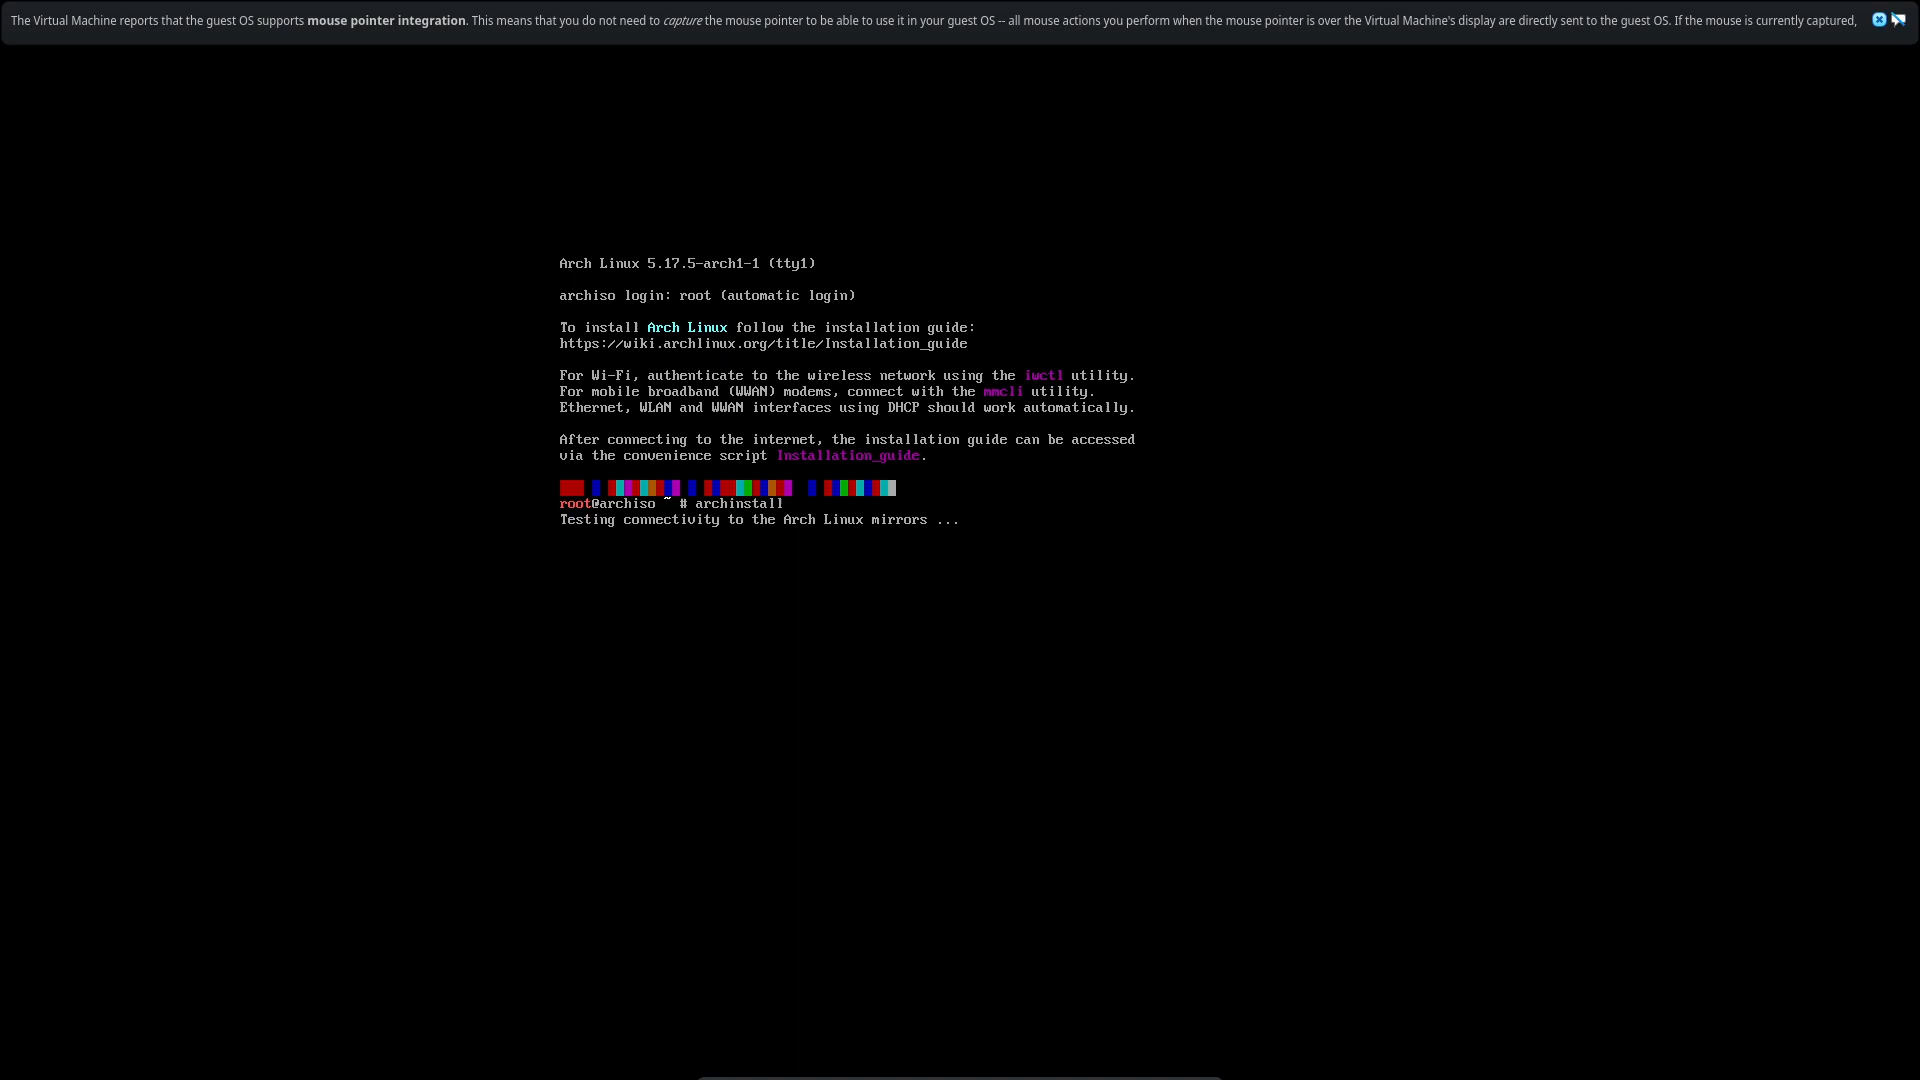 The Virtual Machine reports that the guest OS supports mouse pointer integration. This means that you do not need to capture the mouse pointer to be able to use it in your guest OS -- all mouse actions you perform when the mouse pointer is over the Virtual Machine's display are directly sent to the guest OS. If the mouse is currently captured,
Arch Linux 5.17.5-arch1-1 (tty1)
archiso login: root (automatic login)
To install Arch Linux follow the installation guide:
https://wiki.archlinux.org/title/Installation_guide
For Wi-Fi, authenticate to the wireless network using the iwctl utility.
For mobile broadband (WWAN) modems, connect with the mmcli utility.
Ethernet, WLAN and WWAN interfaces using DHCP should work automatically.
After connecting to the internet, the installation guide can be accessed
via the convenience script Installation_guide.
root@archiso ~ # archinstall
Testing connectivity to the Arch Linux mirrors ...